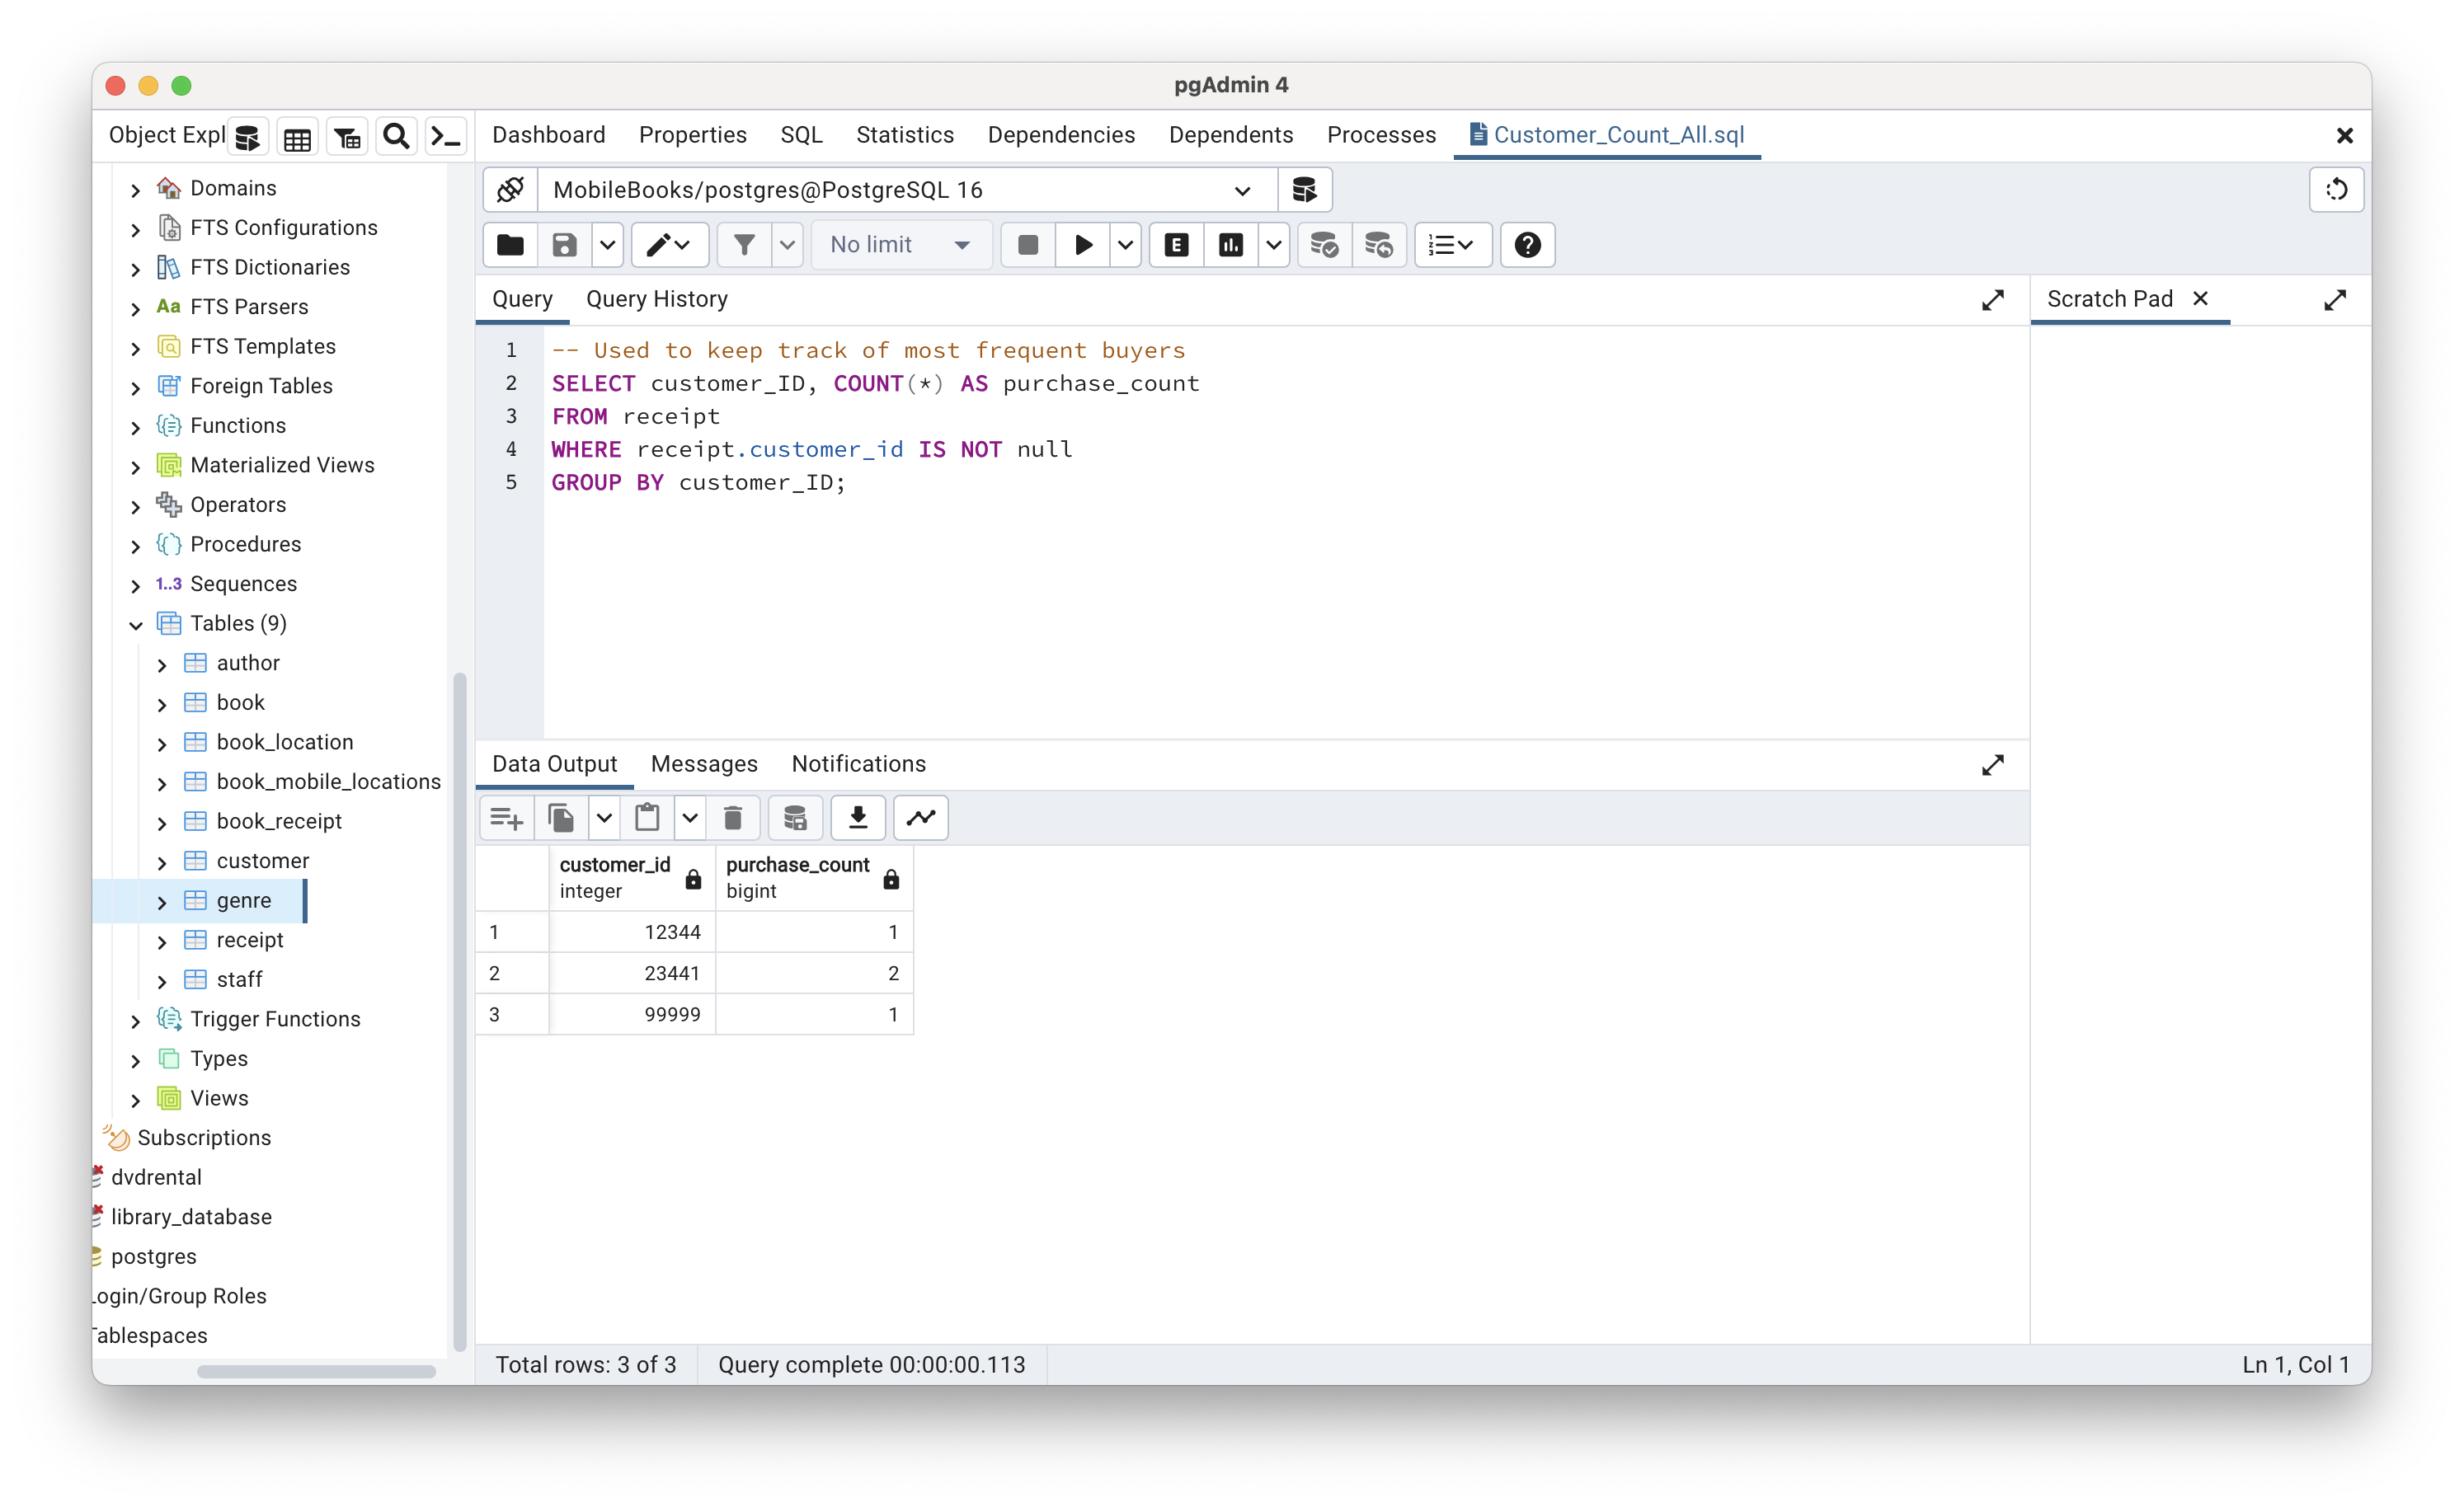 pgAdmin 4
Object Expl
Dashboard Properties SQL Statistics Dependencies Dependents Processes Customer_Count_All.sql
Domains
FTS Configurations
FTS Dictionaries
Aa FTS Parsers
FTS Templates
Foreign Tables
Functions
Materialized Views
Operators
Procedures
1..3 Sequences
Tables (9)
author
book
book_location
book_mobile_locations
book_receipt
customer
genre
receipt
staff
Trigger Functions
Types
Views
Subscriptions
dvdrental
library_database
postgres
Login/Group Roles
Tablespaces
MobileBooks/postgres@PostgreSQL 16
No limit
E
Query Query History
Scratch Pad
1 -- Used to keep track of most frequent buyers
2 SELECT customer_ID, COUNT(*) AS purchase_count
3 FROM receipt
4 WHERE receipt.customer_id IS NOT null
5 GROUP BY customer_ID;
Data Output Messages Notifications
customer_id purchase_count
integer bigint
1 12344 1
2 23441 2
3 99999 1
Total rows: 3 of 3 Query complete 00:00:00.113 Ln 1, Col 1